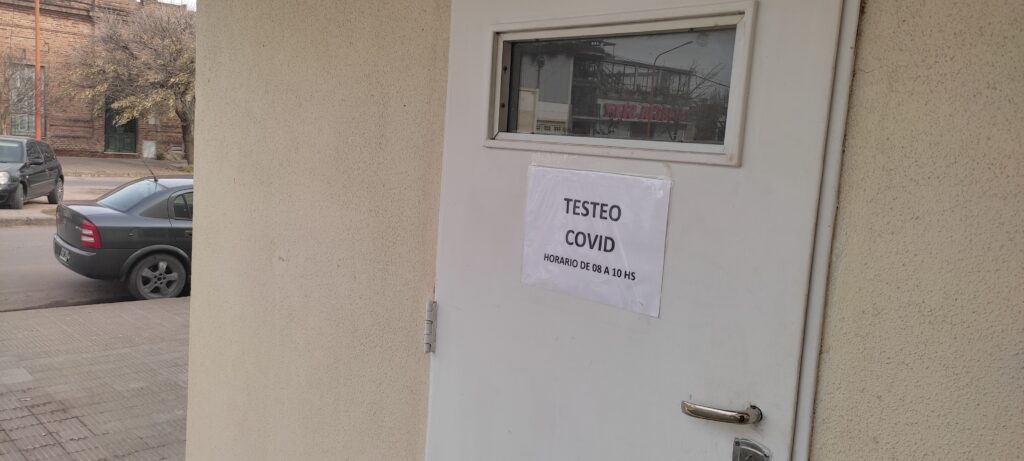 TESTEO
COVID
HORARIO DE 08 A 10 HS